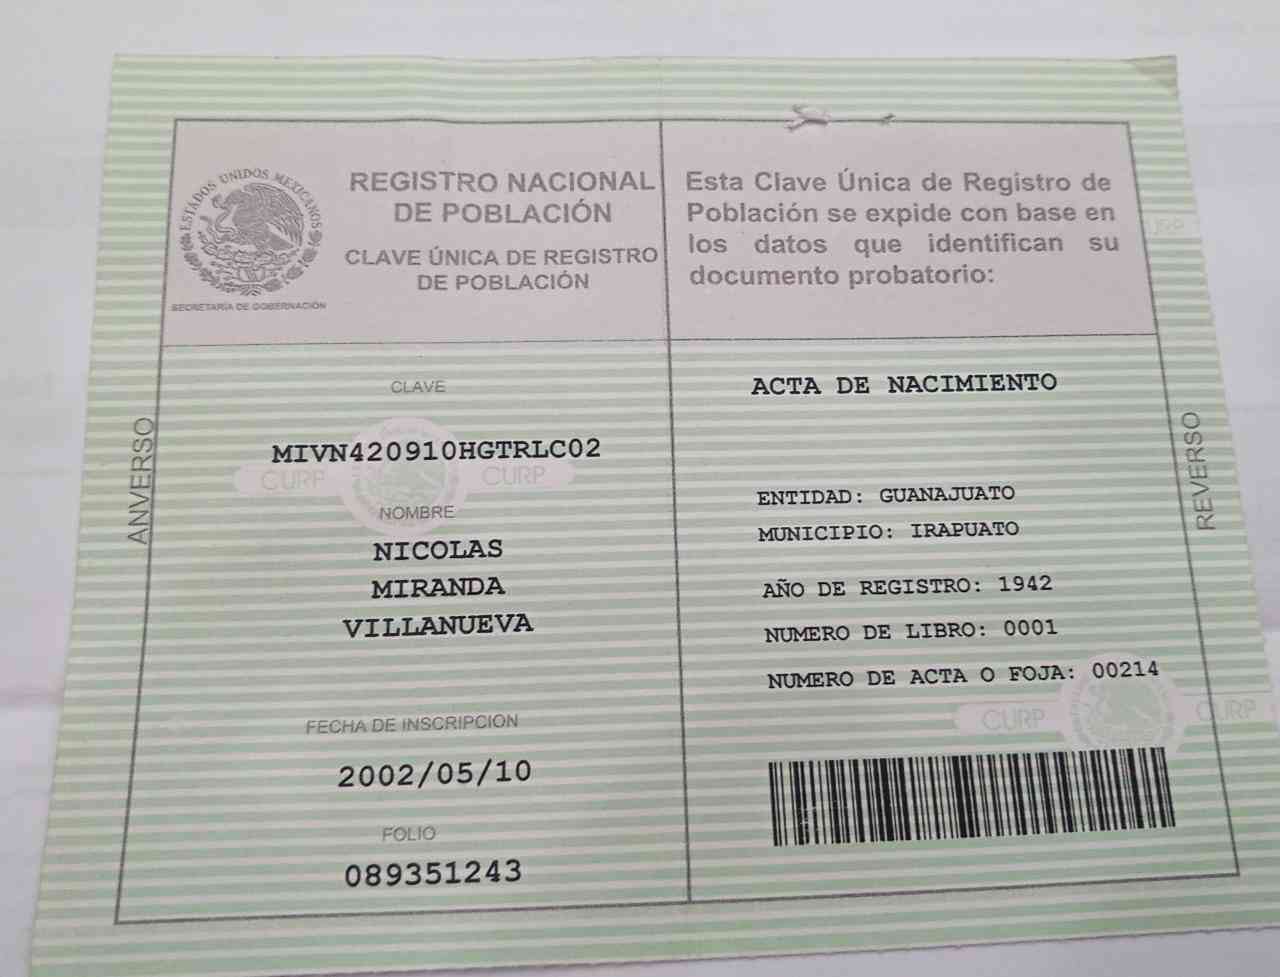 ESTADOS UNIDOS MEXICANOS
SECRETARÍA DE GOBERNACIÓN
REGISTRO NACIONAL
DE POBLACIÓN
CLAVE ÚNICA DE REGISTRO
DE POBLACIÓN
ANVERSO
CLAVE
MIVN420910HGTRLC02
CURP CURP
NOMBRE
NICOLAS
MIRANDA
VILLANUEVA
FECHA DE INSCRIPCION
2002/05/10
FOLIO
089351243
Esta Clave Única de Registro de
Población se expide con base en
los datos que identifican su
documento probatorio:
CURP
ACTA DE NACIMIENTO
REVERSO
ENTIDAD: GUANAJUATO
MUNICIPIO: IRAPUATO
AÑO DE REGISTRO: 1942
NUMERO DE LIBRO: 0001
NUMERO DE ACTA O FOJA: 00214
CURP CURP